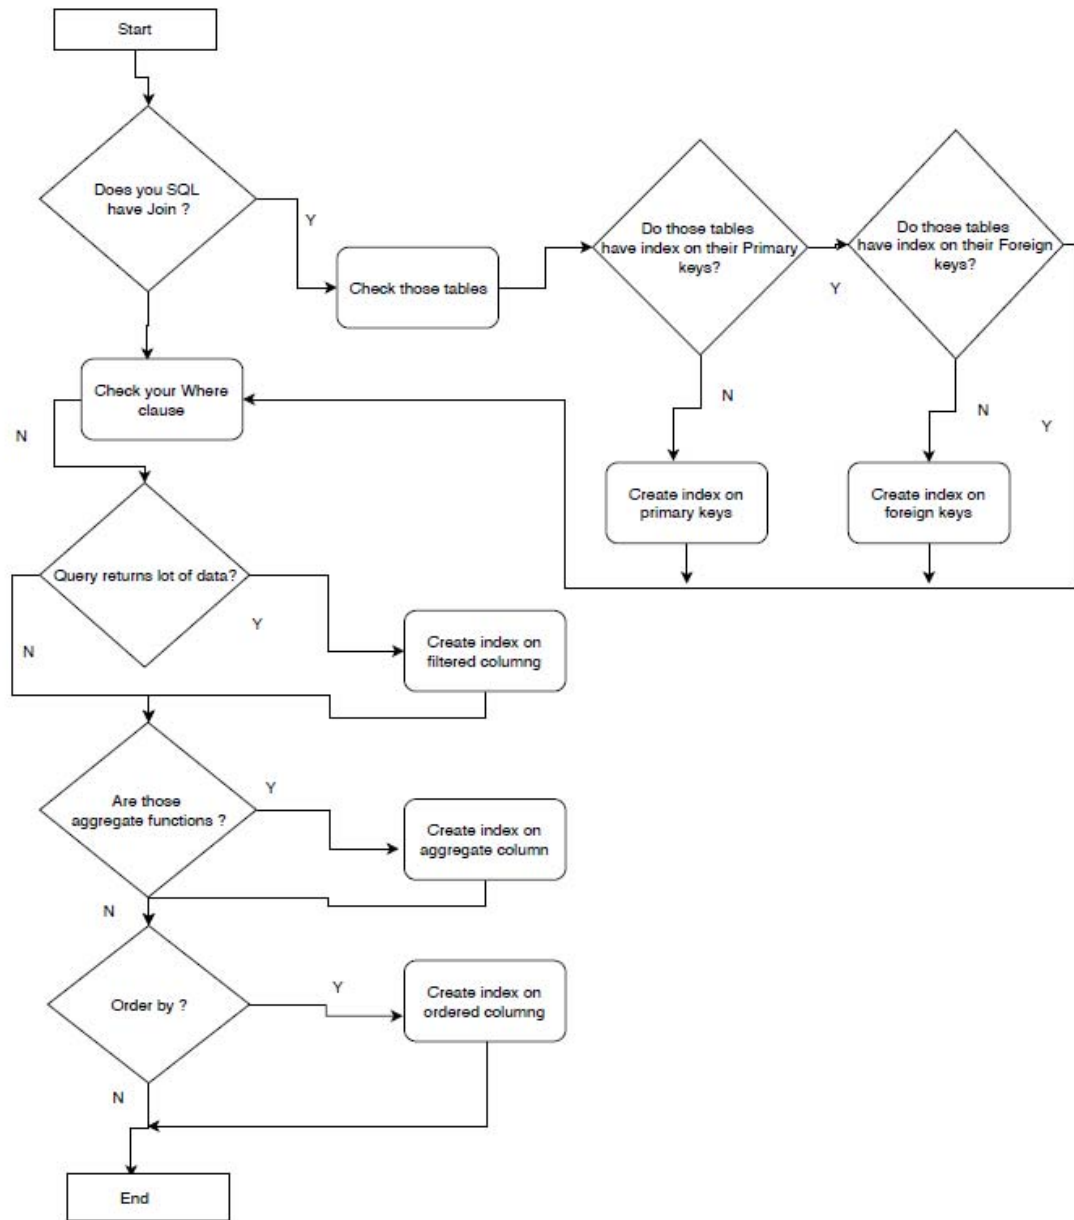 Start
Does you SQL
have Join ?
Y
Check those tables
Do those tables
have index on their Primary
keys?
Y
Do those tables
have index on their Foreign
keys?
Y
N
Create index on
primary keys
N
Create index on
foreign keys
Check your Where
clause
N
Query returns lot of data?
Y
N
Create index on
filtered columng
Are those
aggregate functions ?
Y
Create index on
aggregate column
N
Order by ?
Y
Create index on
ordered columng
N
End